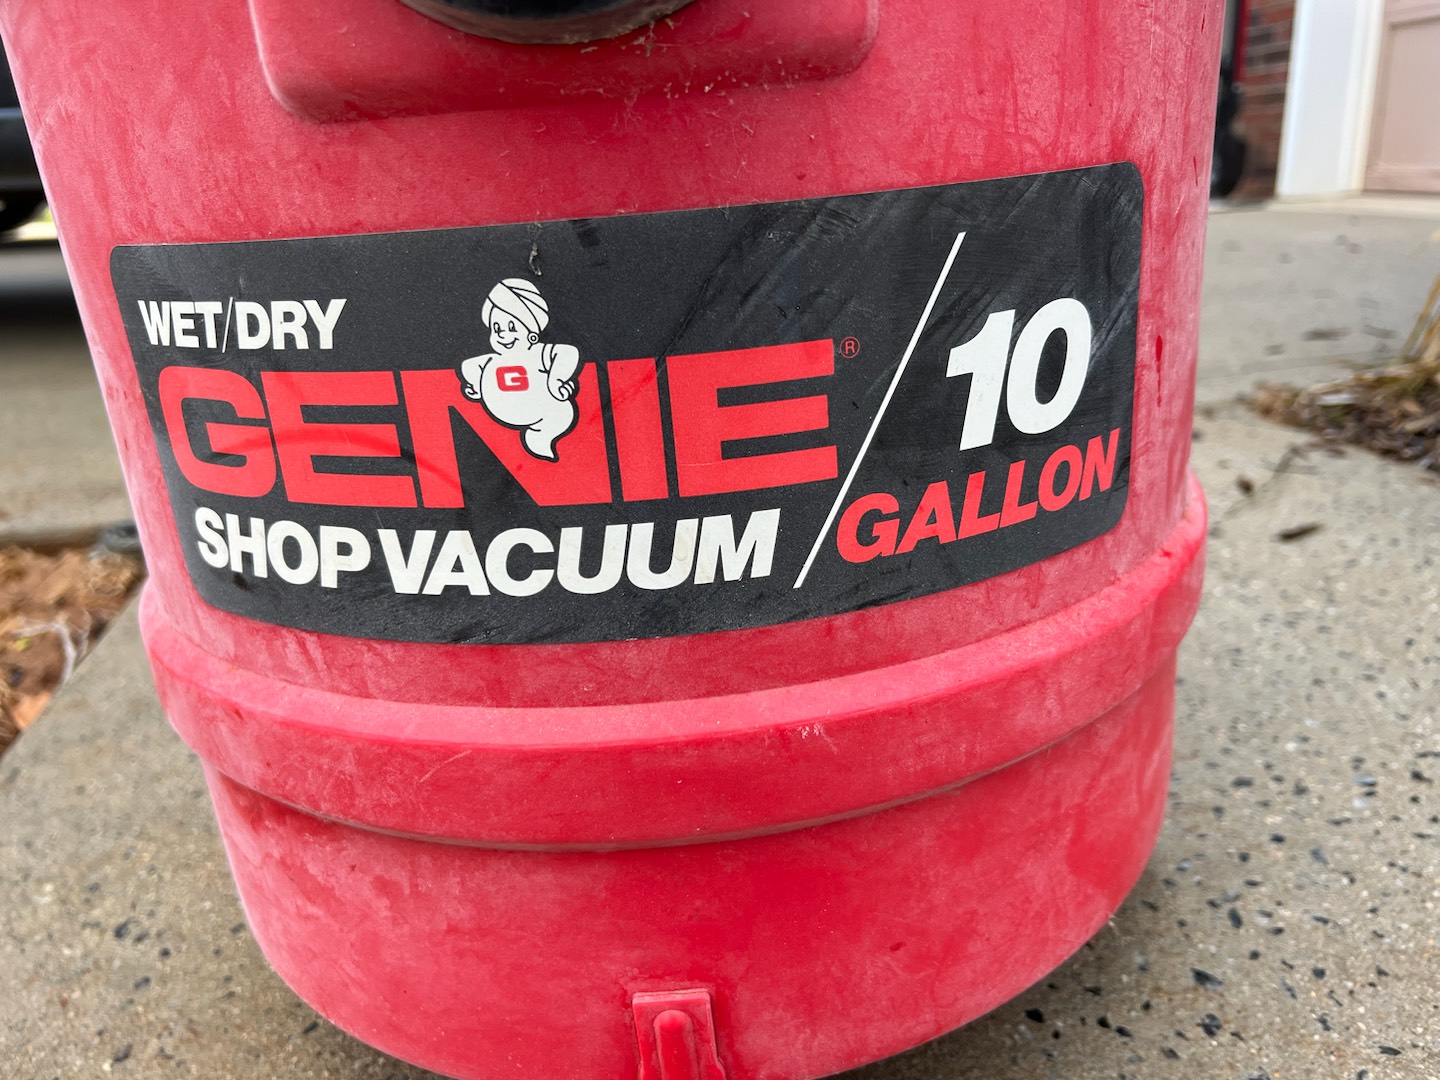 WET/DRY
G
GENIE®
SHOP VACUUM
10
GALLON